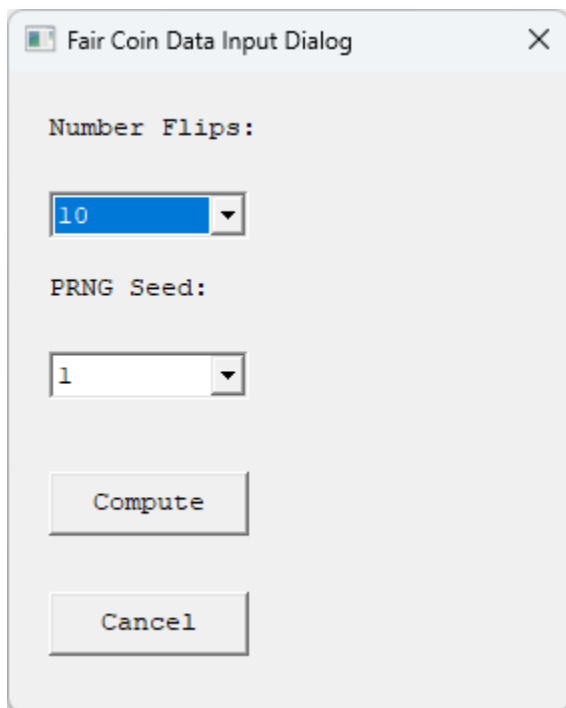 Fair Coin Data Input Dialog
Number Flips:
10
PRNG Seed:
1
Compute
Cancel